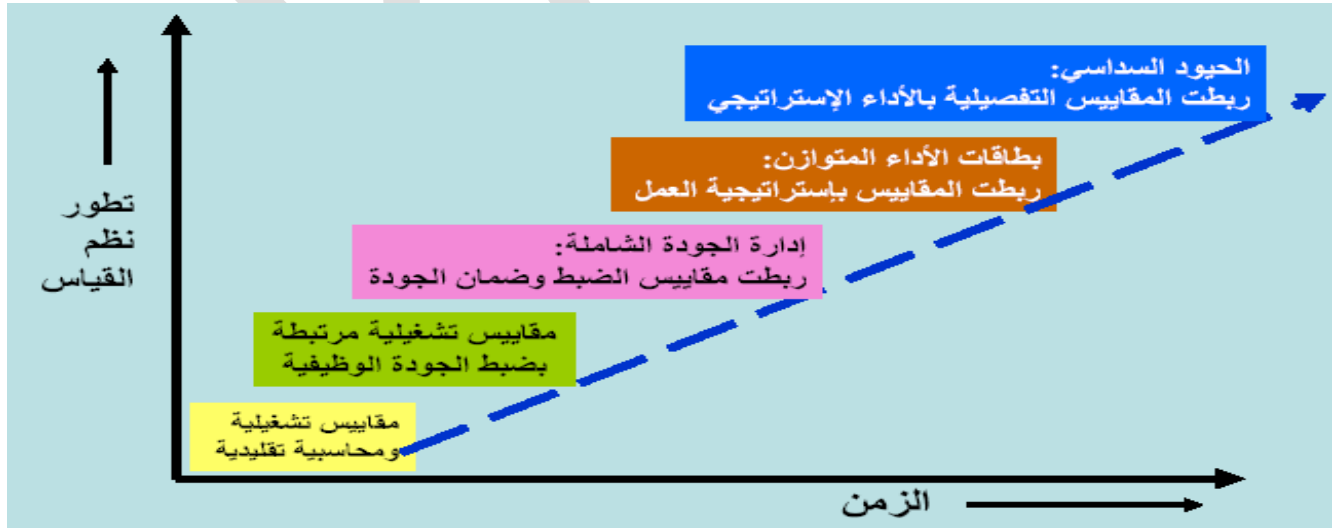 الحيود السداسي:
ربطت المقاييس التفصيلية بالأداء الإستراتيجي
بطاقات الأداء المتوازن:
ربطت المقاييس بإستراتيجية العمل
إدارة الجودة الشاملة:
ربطت مقاييس الضبط وضمان الجودة
مقاييس تشغيلية مرتبطة
بضبط الجودة الوظيفية
مقاييس تشغيلية
ومحاسبية تقليدية
تطور
نظم
القياس
الزمن